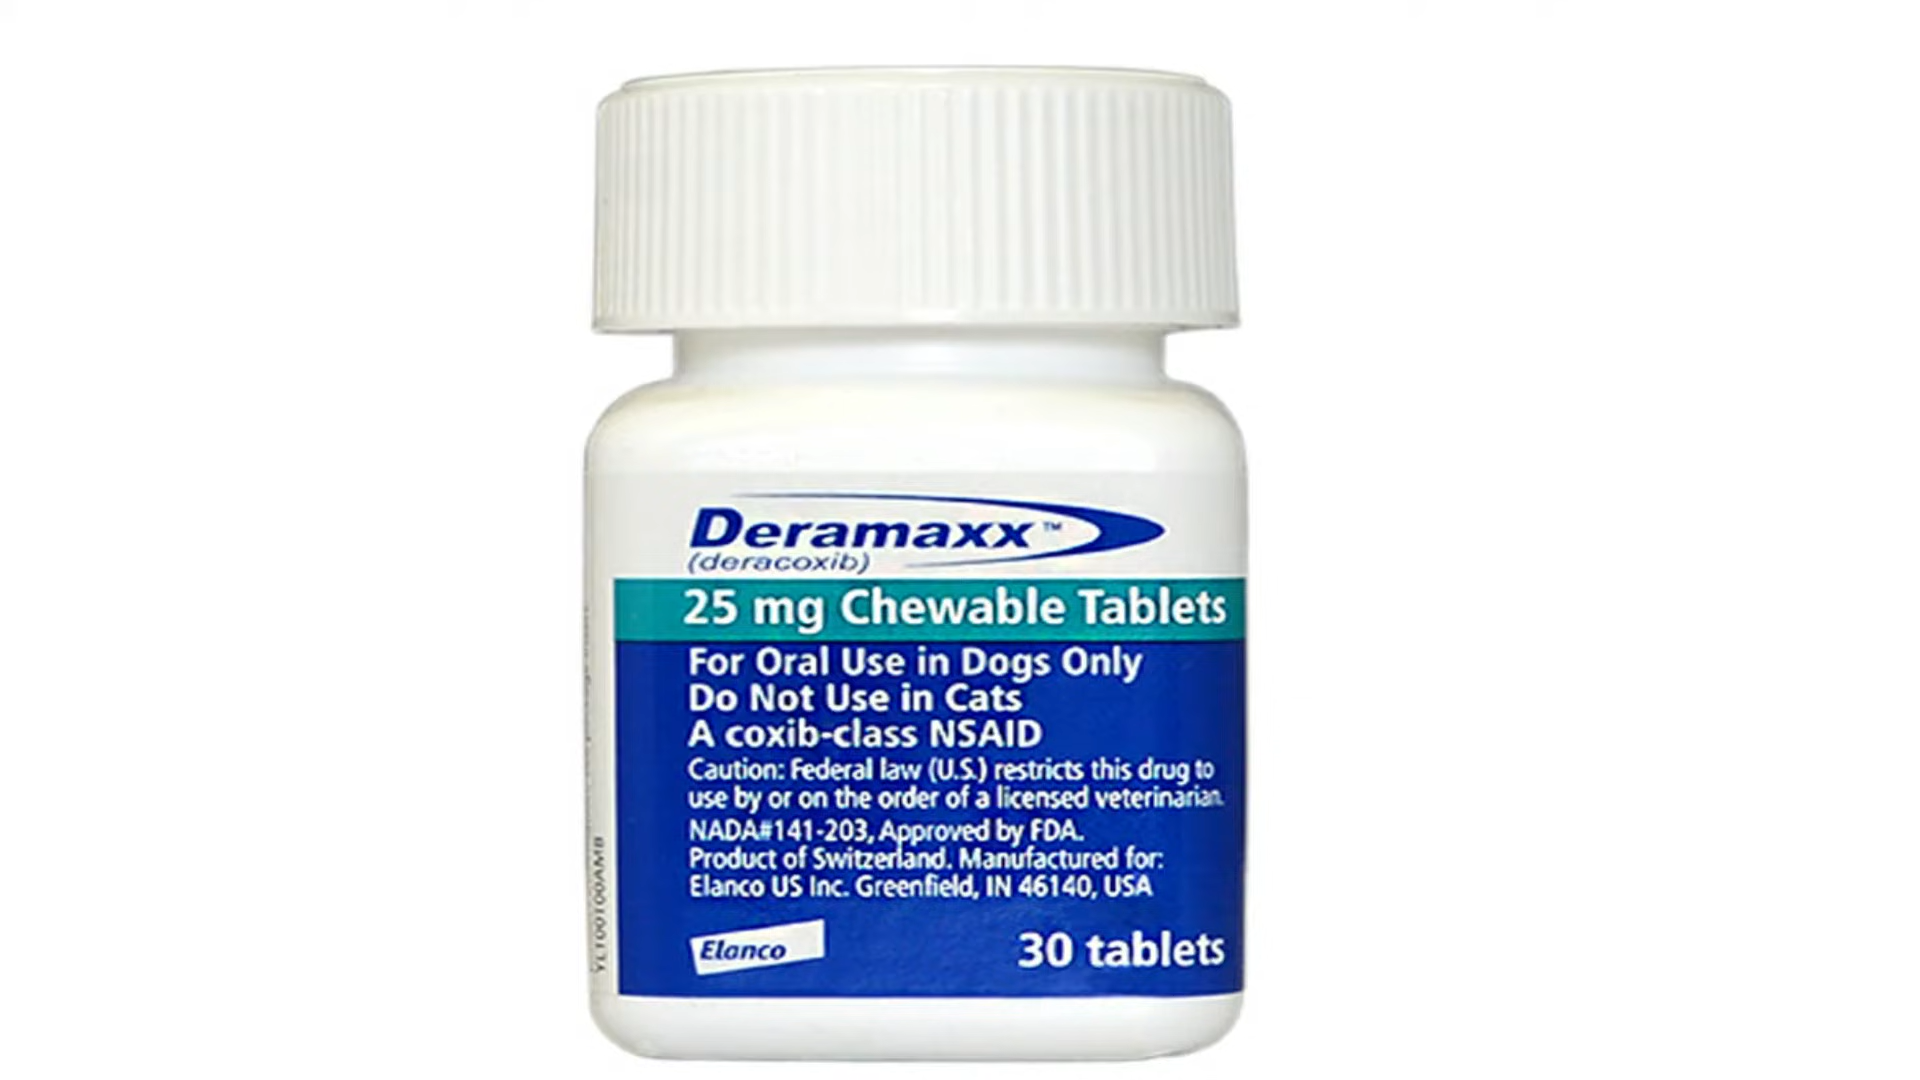 Deramaxx™
(deracoxib)
25 mg Chewable Tablets
For Oral Use in Dogs Only
Do Not Use in Cats
A coxib-class NSAID
Caution: Federal law (U.S.) restricts this drug to
use by or on the order of a licensed veterinarian.
NADA#141-203, Approved by FDA.
Product of Switzerland. Manufactured for:
Elanco US Inc. Greenfield, IN 46140, USA
Elanco
30 tablets